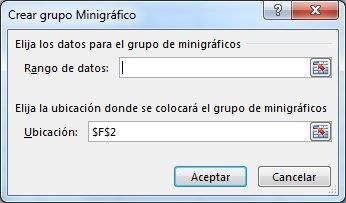 Crear grupo Minigráfico
Elija los datos para el grupo de minigráficos
Rango de datos:
Elija la ubicación donde se colocará el grupo de minigráficos
Ubicación: $F$2
Aceptar Cancelar